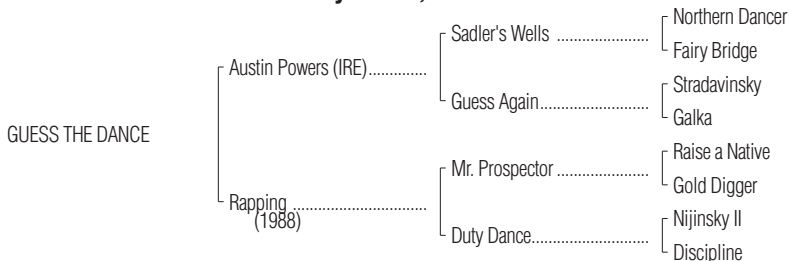 Northern Dancer
Sadler's Wells ......................
Fairy Bridge
Austin Powers (IRE)..............
Stradavinsky
Guess Again..........................
Galka
GUESS THE DANCE
Raise a Native
Mr. Prospector ......................
Gold Digger
Rapping ................................
(1988)
Nijinsky II
Duty Dance............................
Discipline